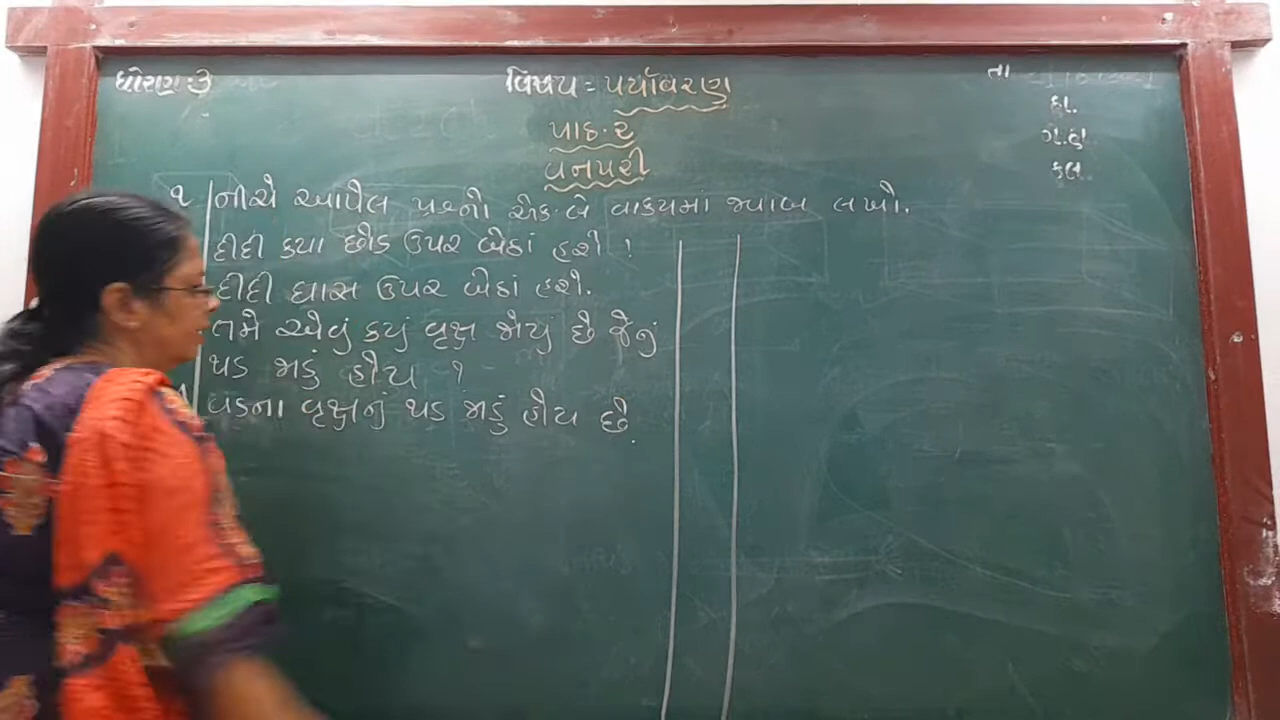 ધોરણ:૩
વિષય = પર્યાવરણ
તા
હા.
ગે.હા.
કુલ
પાઠ.૨
વનપરી
૧ નીચે આપેલ પ્રશ્નો એક-બે વાક્યમાં જવાબ લખો.
દીદી કયા છોડ ઉપર બેઠાં હશે ?
દીદી ઘાસ ઉપર બેઠાં હશે.
તમે એવું કયું વૃક્ષ જોયું છે જેનું
થડ જાડું હોય ?
વડના વૃક્ષનું થડ જાડું હોય છે.